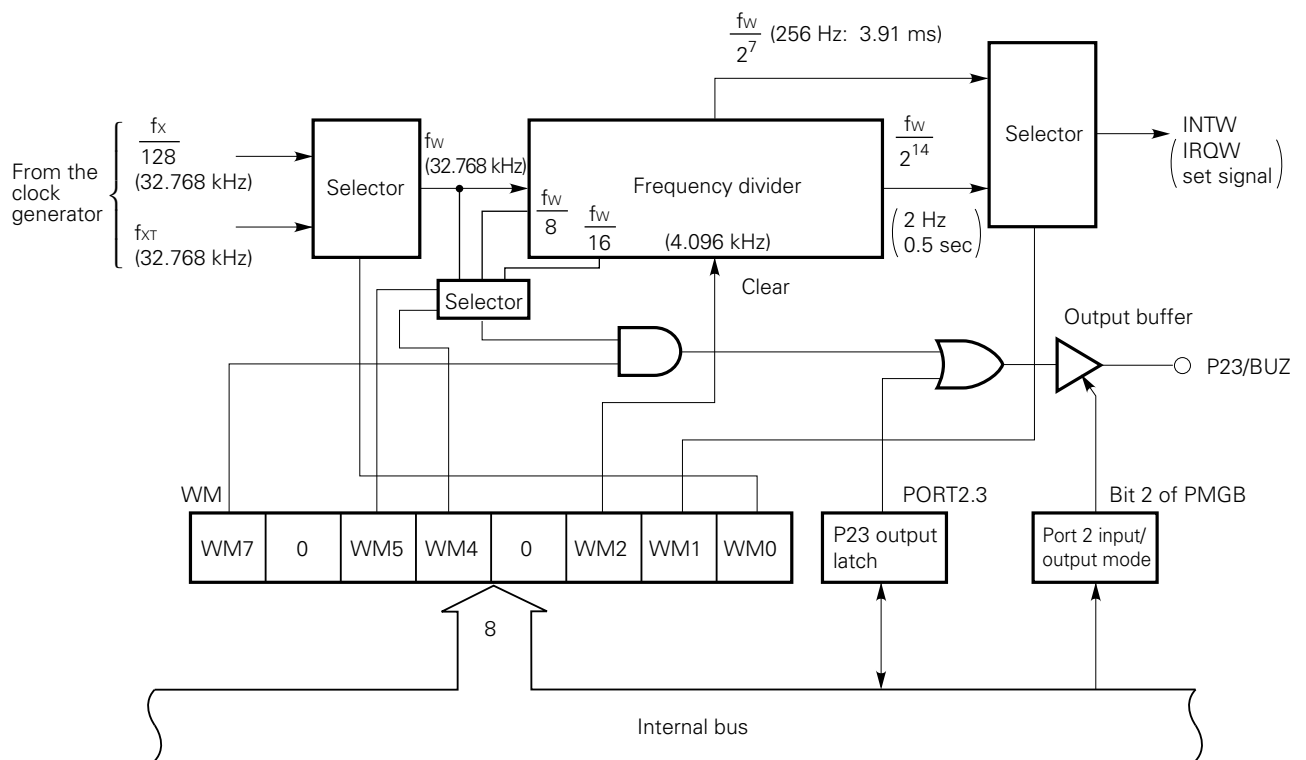 fW
2^7
(256 Hz: 3.91 ms)
From the
clock
generator
fX
128
(32.768 kHz)
fXT
(32.768 kHz)
Selector
fW
(32.768 kHz)
Frequency divider
fW
8
fW
16
(4.096 kHz)
fW
2^14
2 Hz
0.5 sec
Selector
INTW
IRQW
set signal
Selector
Clear
Output buffer
P23/BUZ
WM
PORT2.3
Bit 2 of PMGB
WM7 0 WM5 WM4 0 WM2 WM1 WM0
P23 output
latch
Port 2 input/
output mode
8
Internal bus